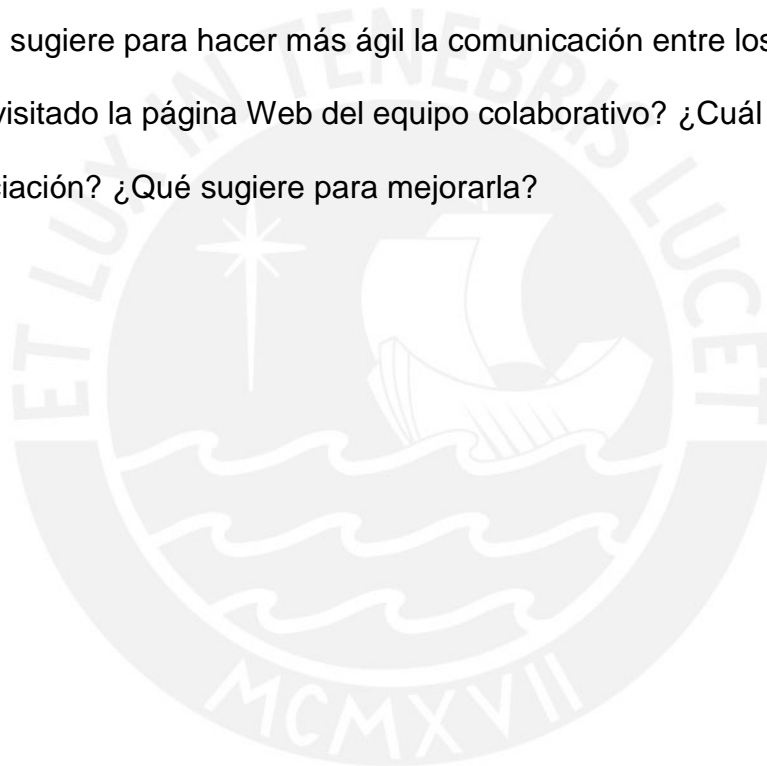 sugiere para hacer más ágil la comunicación entre los
visitado la página Web del equipo colaborativo? ¿Cuál
ciación? ¿Qué sugiere para mejorarla?
ET LUX IN TENEBRIS LUCET
MCMXVII